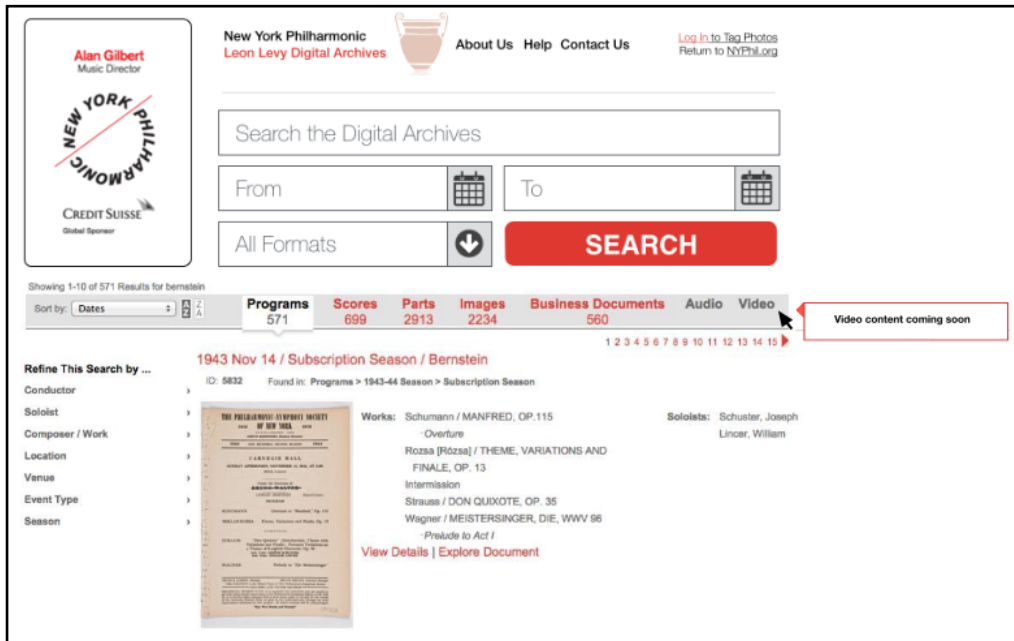 Alan Gilbert
Music Director
NEW YORK PHILHARMONIC
CREDIT SUISSE
Global Sponsor
New York Philharmonic
Leon Levy Digital Archives
About Us Help Contact Us
Log In to Tag Photos
Return to NYPhil.org
Search the Digital Archives
From
To
All Formats
SEARCH
Showing 1-10 of 571 Results for bernstein
Sort by: Dates
A Z
Z A
Programs Scores Parts Images Business Documents Audio Video
571 699 2913 2234 560
Video content coming soon
1 2 3 4 5 6 7 8 9 10 11 12 13 14 15
Refine This Search by ...
Conductor
Soloist
Composer / Work
Location
Venue
Event Type
Season
1943 Nov 14 / Subscription Season / Bernstein
ID: 5832 Found in: Programs > 1943-44 Season > Subscription Season
THE PHILHARMONIC-SYMPHONY SOCIETY
OF NEW YORK
CARNEGIE HALL
BRUNO WALTER
Works: Schumann / MANFRED, OP.115
·Overture
Rozsa [Rózsa] / THEME, VARIATIONS AND
FINALE, OP. 13
Intermission
Strauss / DON QUIXOTE, OP. 35
Wagner / MEISTERSINGER, DIE, WWV 96
·Prelude to Act I
View Details | Explore Document
Soloists: Schuster, Joseph
Lincer, William